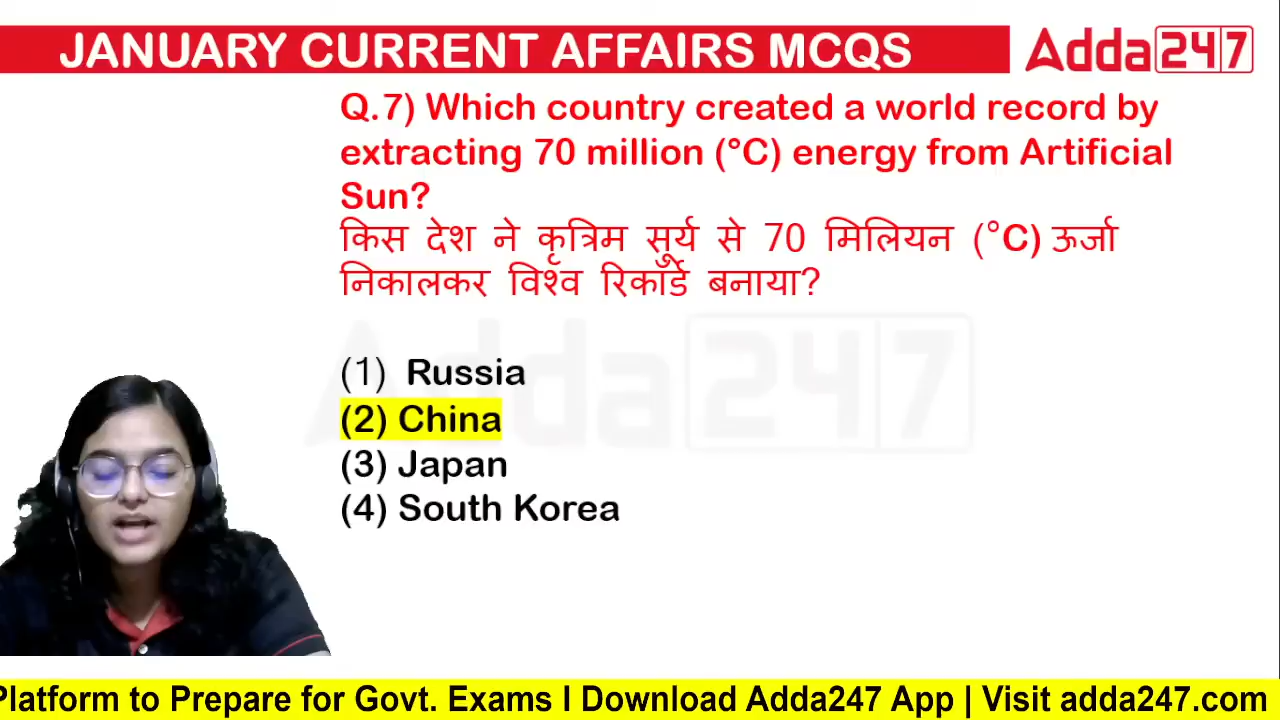 JANUARY CURRENT AFFAIRS MCQS
Adda247
Q.7) Which country created a world record by
extracting 70 million (°C) energy from Artificial
Sun?
किस देश ने कृत्रिम सूर्य से 70 मिलियन (°C) ऊर्जा
निकालकर विश्व रिकॉर्ड बनाया?
Adda247
(1) Russia
(2) China
(3) Japan
(4) South Korea
Platform to Prepare for Govt. Exams I Download Adda247 App | Visit adda247.com